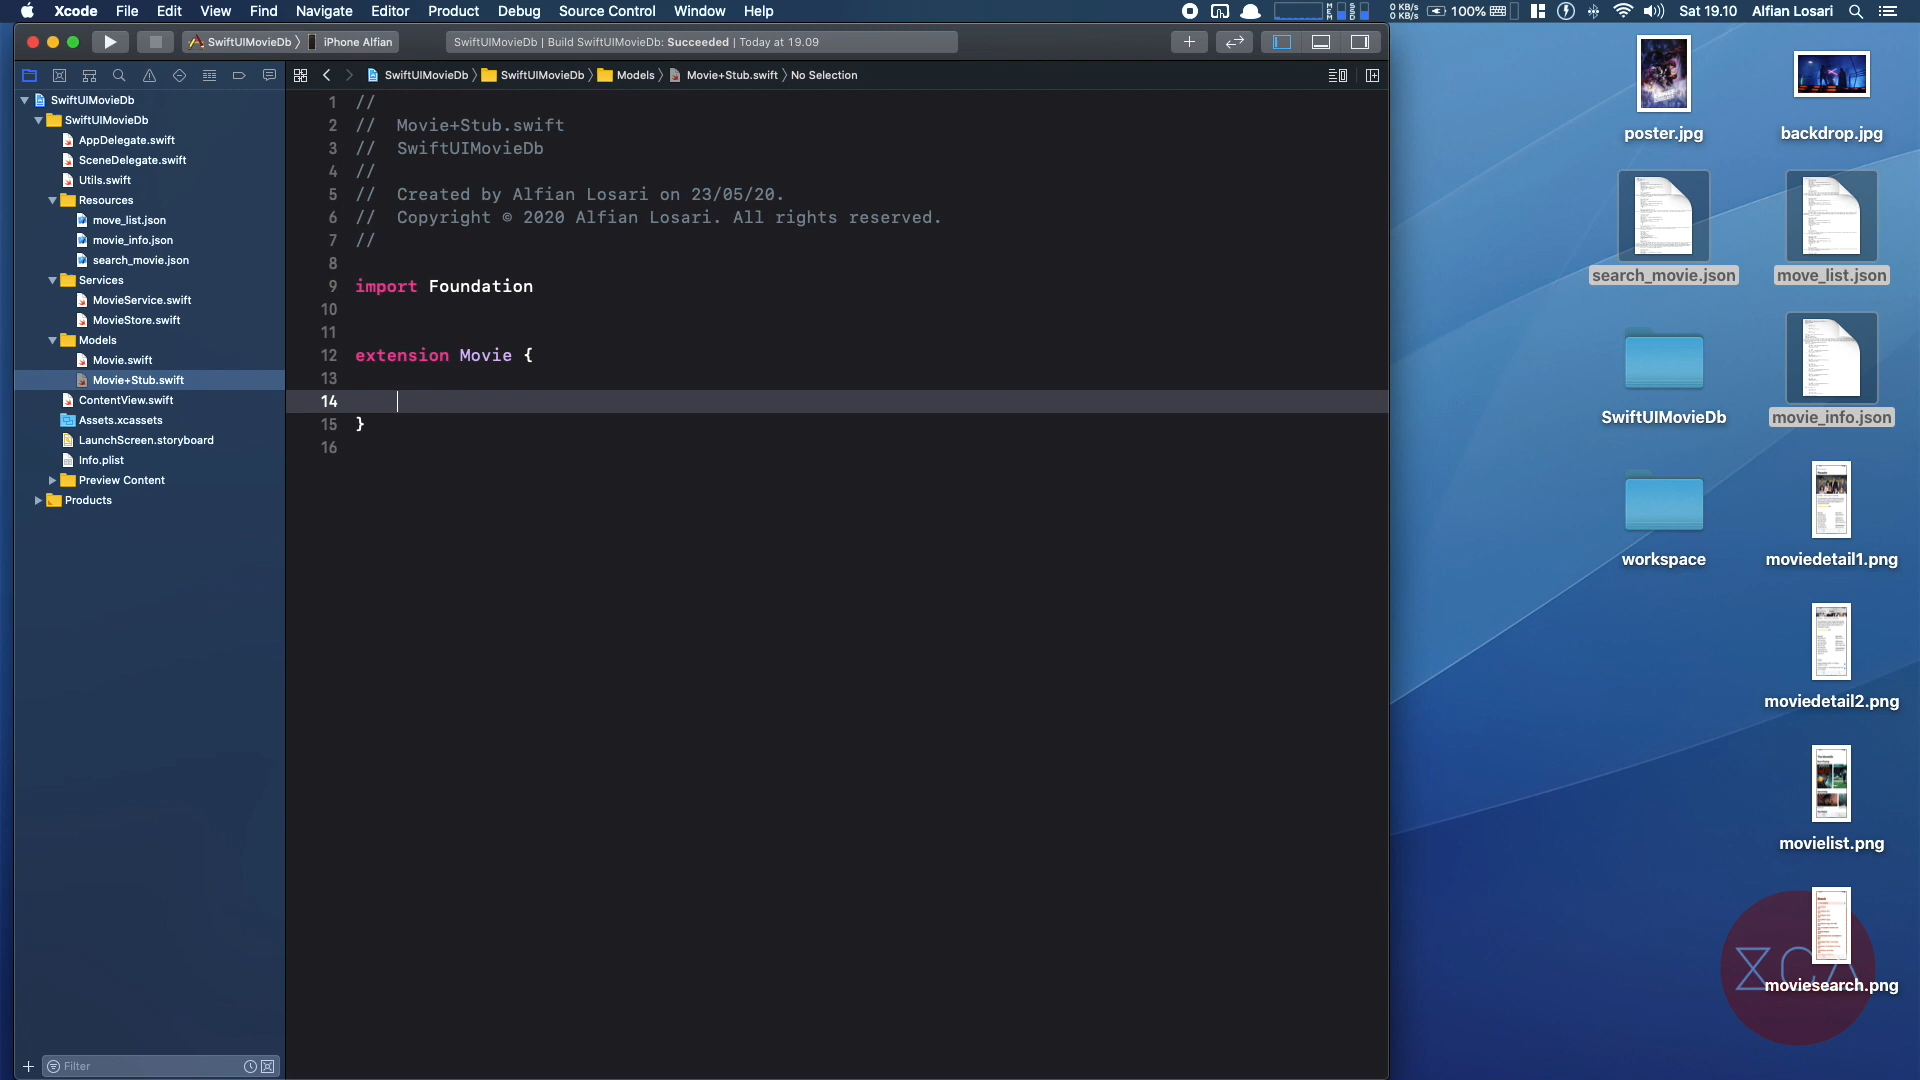 Xcode File Edit View Find Navigate Editor Product Debug Source Control Window Help
0 KB/s
0 KB/s
100% Sat 19.10 Alfian Losari
SwiftUIMovieDb iPhone Alfian
SwiftUIMovieDb | Build SwiftUIMovieDb: Succeeded | Today at 19.09
SwiftUIMovieDb SwiftUIMovieDb Models Movie+Stub.swift No Selection
SwiftUIMovieDb
SwiftUIMovieDb
AppDelegate.swift
SceneDelegate.swift
Utils.swift
Resources
move_list.json
movie_info.json
search_movie.json
Services
MovieService.swift
MovieStore.swift
Models
Movie.swift
Movie+Stub.swift
ContentView.swift
Assets.xcassets
LaunchScreen.storyboard
Info.plist
Preview Content
Products
Filter
1 //
2 // Movie+Stub.swift
3 // SwiftUIMovieDb
4 //
5 // Created by Alfian Losari on 23/05/20.
6 // Copyright © 2020 Alfian Losari. All rights reserved.
7 //
8
9 import Foundation
10
11
12 extension Movie {
13
14
15 }
16
poster.jpg
backdrop.jpg
search_movie.json
move_list.json
SwiftUIMovieDb
movie_info.json
workspace
moviedetail1.png
moviedetail2.png
movielist.png
XCA
moviesearch.png